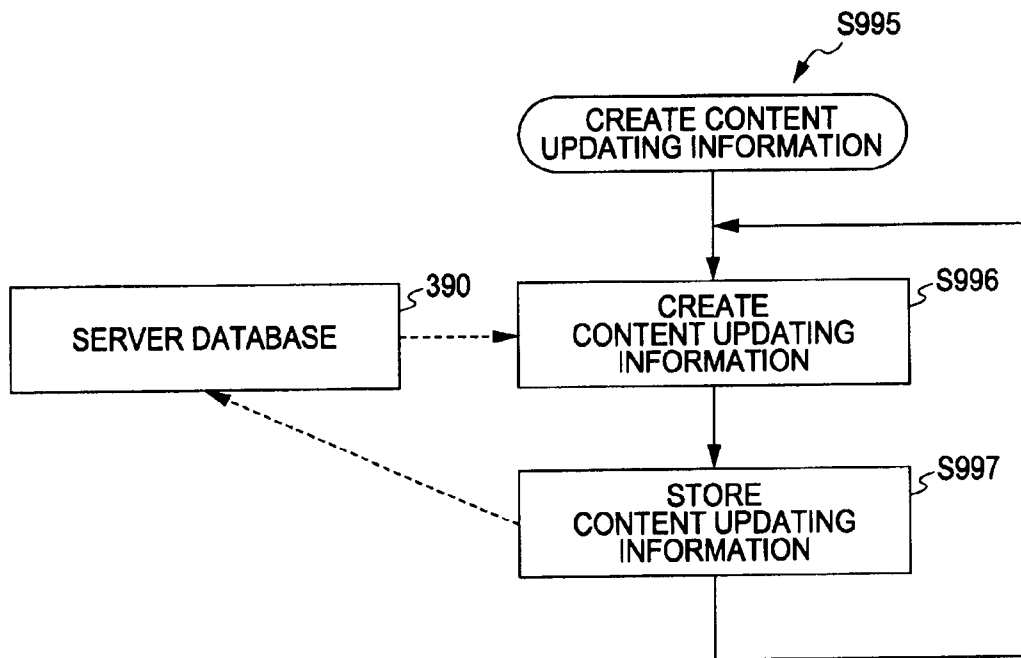 S995
CREATE CONTENT
UPDATING INFORMATION
390
SERVER DATABASE
S996
CREATE
CONTENT UPDATING
INFORMATION
S997
STORE
CONTENT UPDATING
INFORMATION